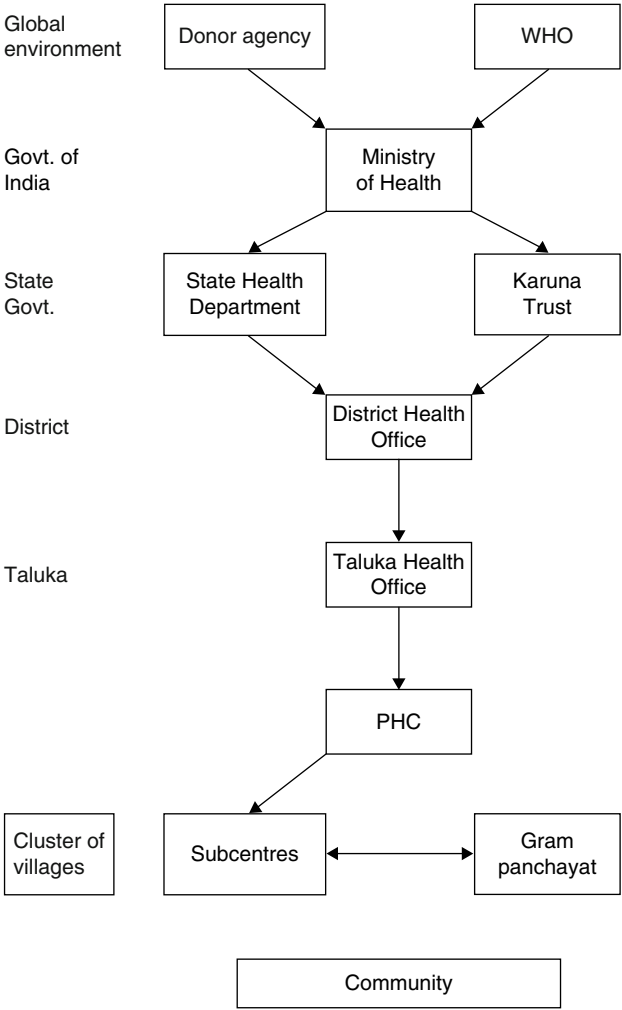 Global
environment
Donor agency
WHO
Govt. of
India
Ministry
of Health
State
Govt.
State Health
Department
Karuna
Trust
District
District Health
Office
Taluka
Taluka Health
Office
PHC
Cluster of
villages
Subcentres
Gram
panchayat
Community